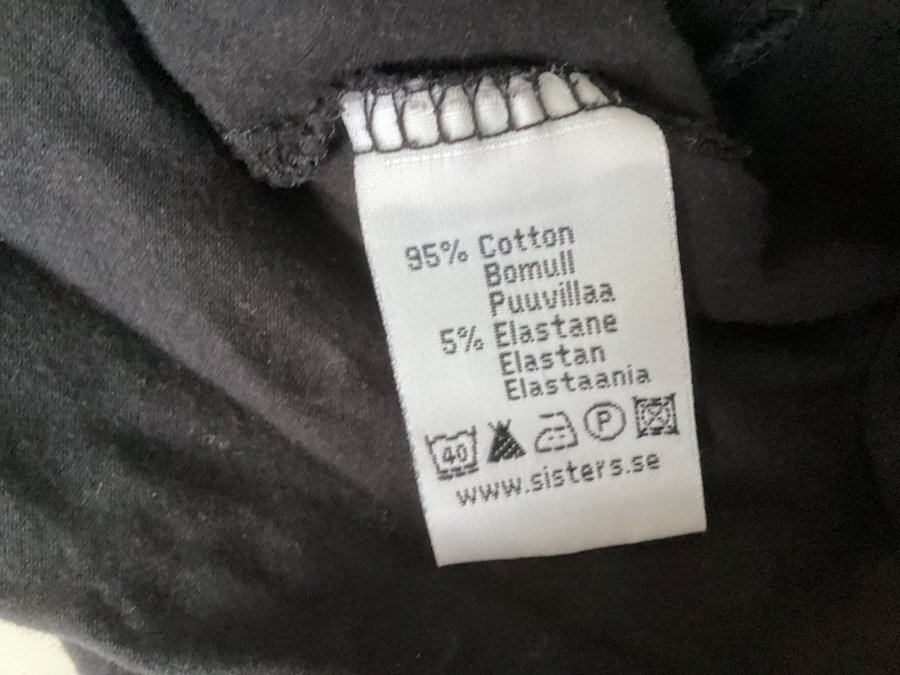 95% Cotton
Bomull
Puuvillaa
5% Elastane
Elastan
Elastaania
40 P
www.sisters.se